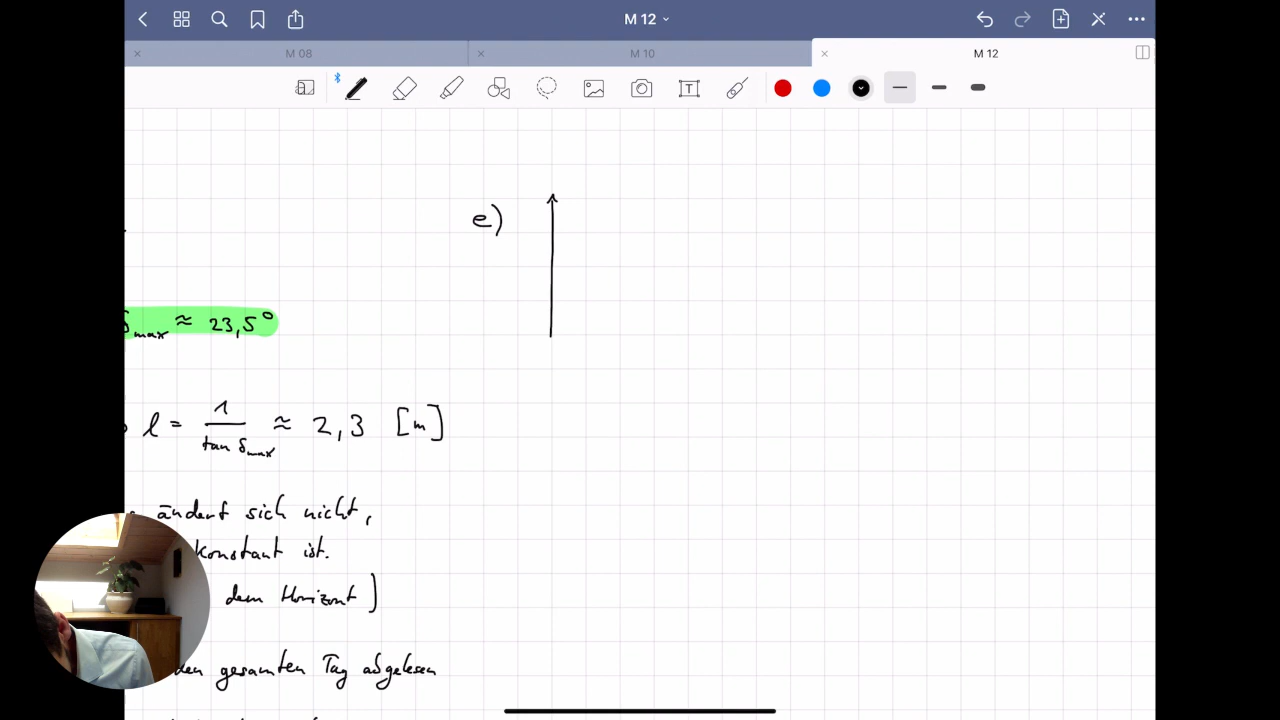 M 12
M 08
M 10
M 12
T
e)
δmax ≈ 23,5°
l = 1/tan δmax ≈ 2,3 [m]
ändert sich nicht,
konstant ist.
dem Horizont]
den gesamten Tag abgelesen